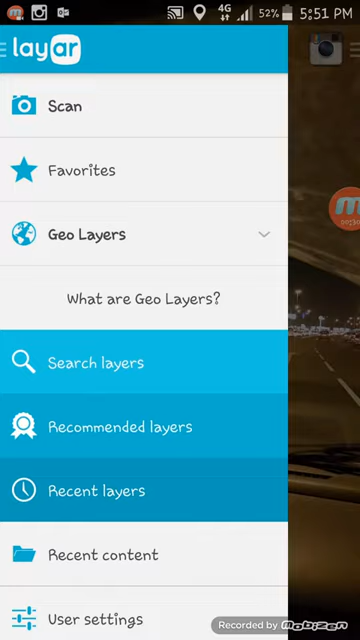 4G
52%
5:51 PM
layar
Scan
Favorites
Geo Layers
What are Geo Layers?
Search layers
Recommended layers
Recent layers
Recent content
User settings
Recorded by Mobizen